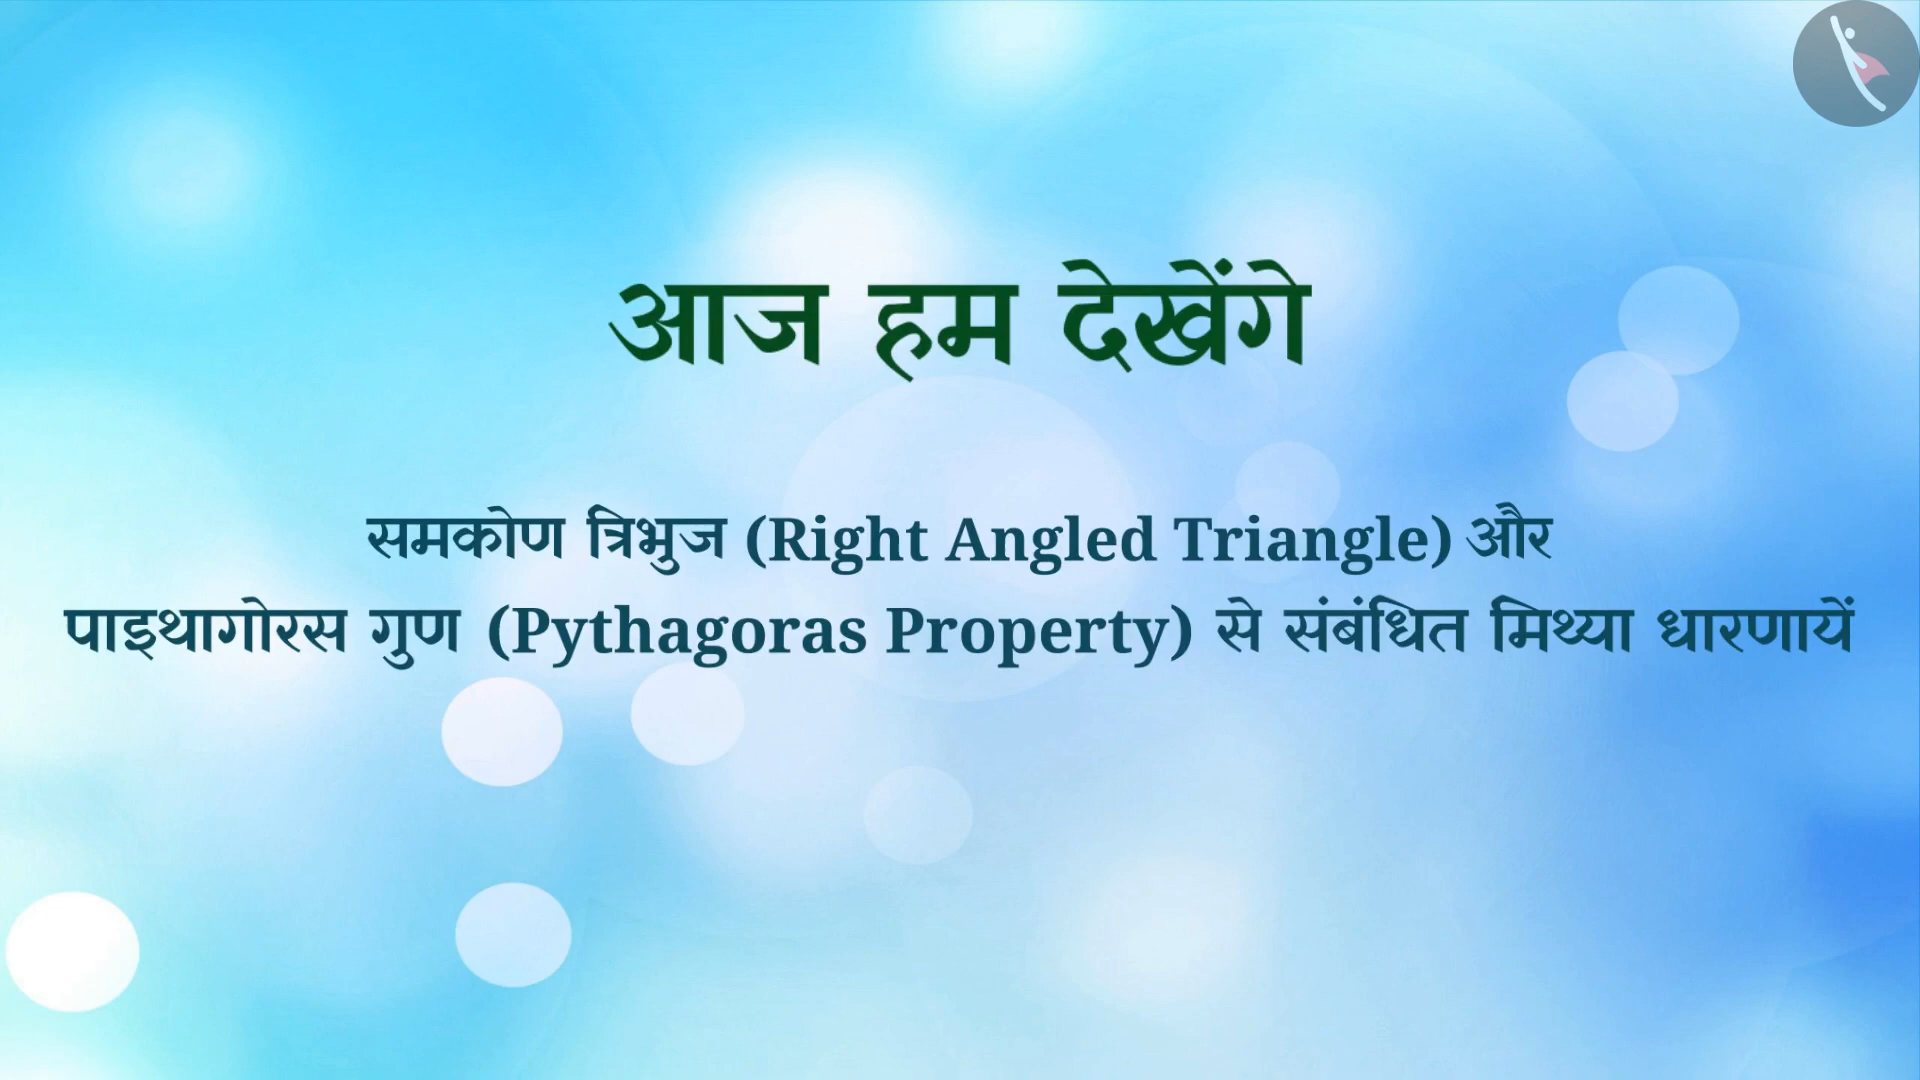 आज हम देखेंगे
समकोण त्रिभुज (Right Angled Triangle) और
पाइथागोरस गुण (Pythagoras Property) से संबंधित मिथ्या धारणायें